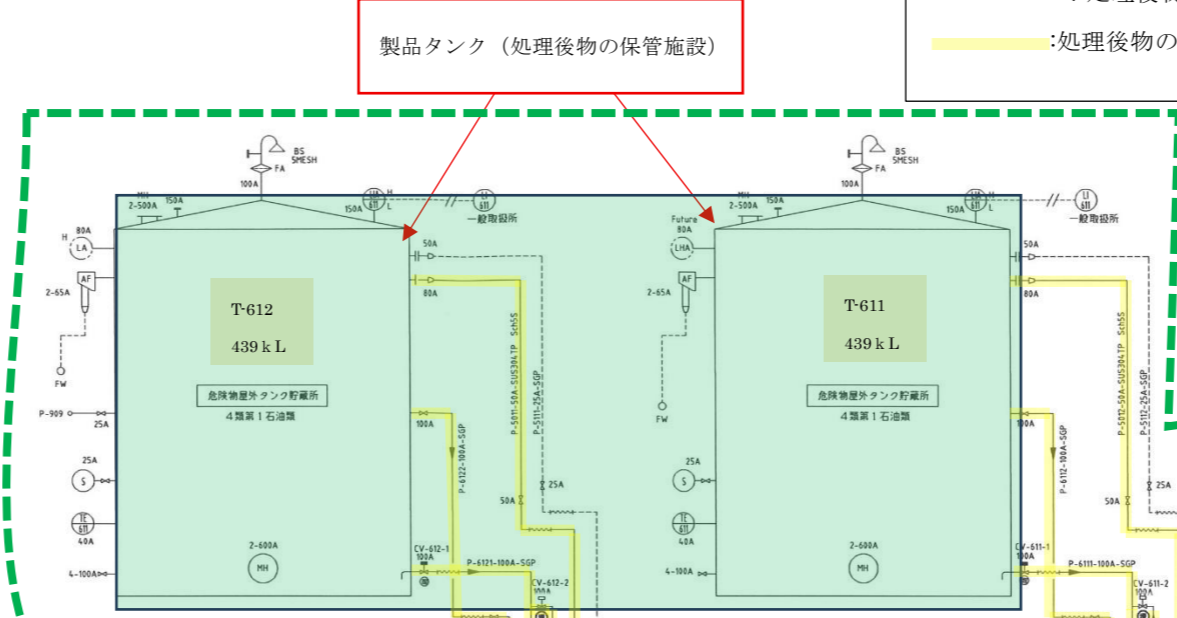 製品タンク（処理後物の保管施設）
:処理後物の
BS
5MESH
FA
100A
MH
2-500A
150A
150A
H
L
LI
611
一般取扱所
H
80A
LA
AF
2-65A
FW
P-909
25A
25A
S
TE
611
40A
4-100A
T-612
439ｋL
危険物屋外タンク貯蔵所
4類第1石油類
2-600A
MH
50A
80A
P-5011-50A-SUS304TP Sch5S
P-5111-25A-SGP
100A
P-6122-100A-SGP
50A
25A
CV-612-1
100A
P-6121-100A-SGP
CV-612-2
100A
BS
5MESH
FA
100A
MH
2-500A
150A
150A
H
L
LI
611
一般取扱所
Future
80A
LHA
AF
2-65A
FW
25A
S
TE
611
40A
4-100A
T-611
439ｋL
危険物屋外タンク貯蔵所
4類第1石油類
2-600A
MH
50A
80A
P-5012-50A-SUS304TP Sch5S
P-5112-25A-SGP
100A
P-6112-100A-SGP
50A
25A
CV-611-1
100A
P-6111-100A-SGP
CV-611-2
100A